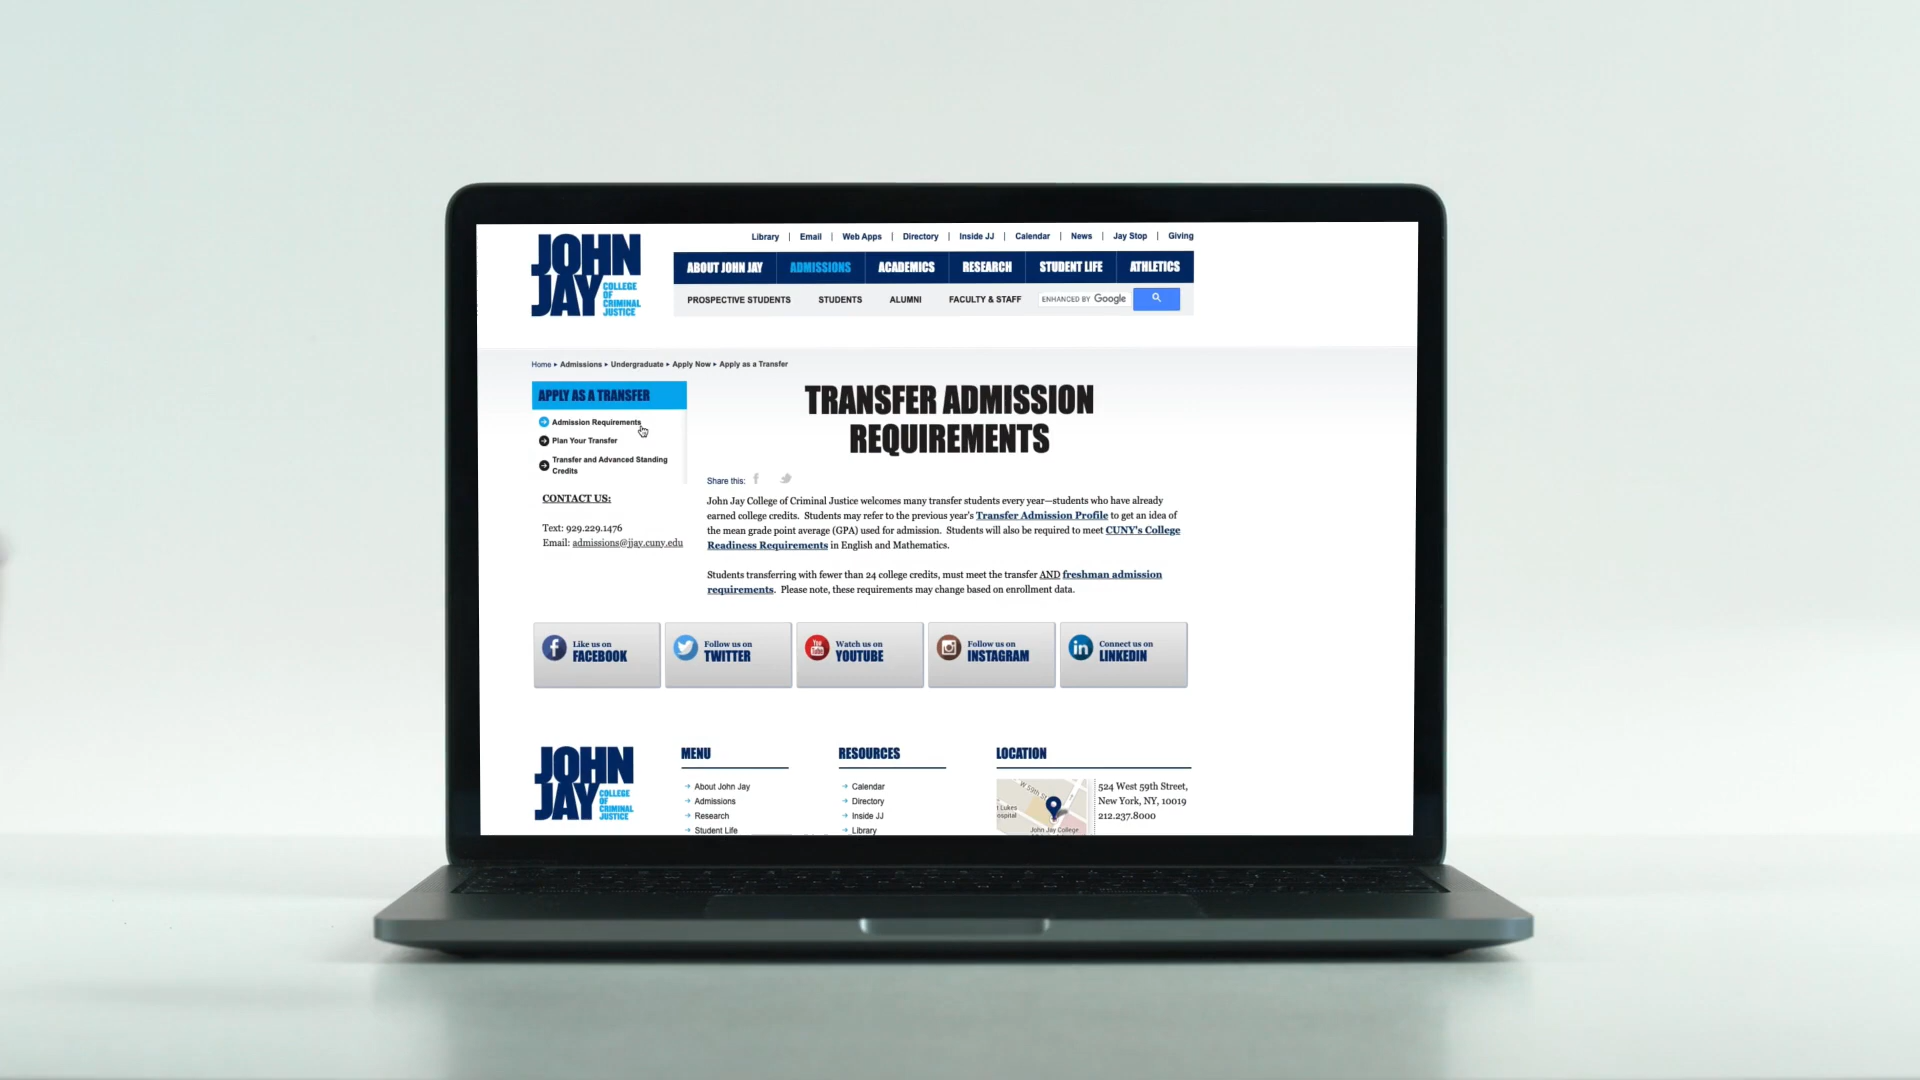 JOHN
JAY
COLLEGE
OF
CRIMINAL
JUSTICE
Library | Email | Web Apps | Directory | Inside JJ | Calendar | News | Jay Stop | Giving
ABOUT JOHN JAY ADMISSIONS ACADEMICS RESEARCH STUDENT LIFE ATHLETICS
PROSPECTIVE STUDENTS STUDENTS ALUMNI FACULTY & STAFF ENHANCED BY Google
Home ▸ Admissions ▸ Undergraduate ▸ Apply Now ▸ Apply as a Transfer
APPLY AS A TRANSFER
Admission Requirements
Plan Your Transfer
Transfer and Advanced Standing
Credits
CONTACT US:
Text: 929.229.1476
Email: admissions@jjay.cuny.edu
TRANSFER ADMISSION
REQUIREMENTS
Share this:
John Jay College of Criminal Justice welcomes many transfer students every year—students who have already
earned college credits. Students may refer to the previous year's Transfer Admission Profile to get an idea of
the mean grade point average (GPA) used for admission. Students will also be required to meet CUNY's College
Readiness Requirements in English and Mathematics.
Students transferring with fewer than 24 college credits, must meet the transfer AND freshman admission
requirements. Please note, these requirements may change based on enrollment data.
Like us on
FACEBOOK
Follow us on
TWITTER
Watch us on
YOUTUBE
Follow us on
INSTAGRAM
Connect us on
LINKEDIN
JOHN
JAY
COLLEGE
OF
CRIMINAL
JUSTICE
MENU
About John Jay
Admissions
Research
Student Life
RESOURCES
Calendar
Directory
Inside JJ
Library
LOCATION
W 59th St
t Lukes
ospital
John Jay College
524 West 59th Street,
New York, NY, 10019
212.237.8000